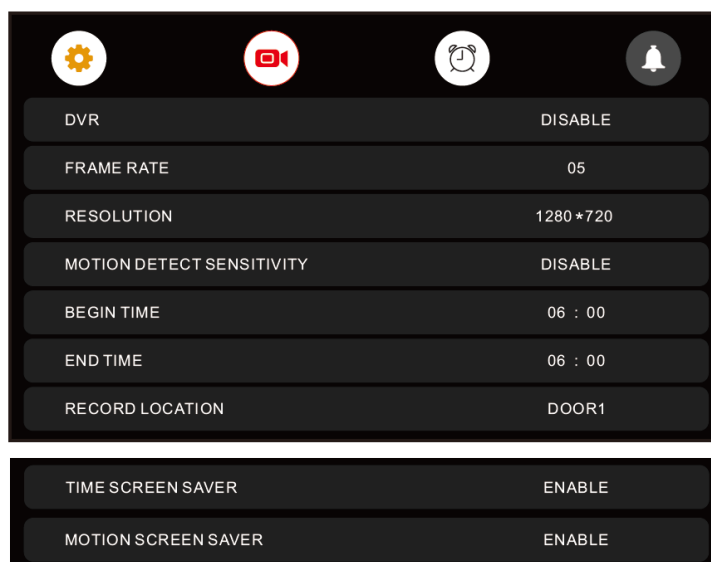 DVR DISABLE
FRAME RATE 05
RESOLUTION 1280*720
MOTION DETECT SENSITIVITY DISABLE
BEGIN TIME 06 : 00
END TIME 06 : 00
RECORD LOCATION DOOR1
TIME SCREEN SAVER ENABLE
MOTION SCREEN SAVER ENABLE